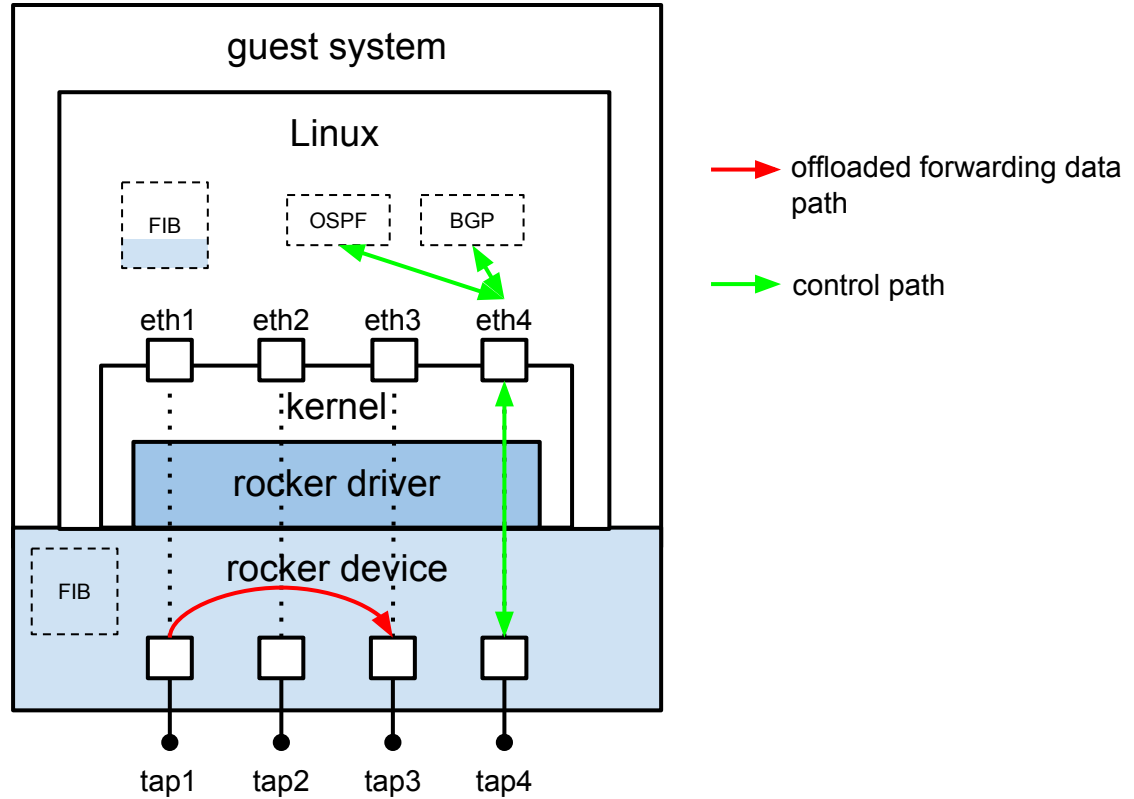 guest system
Linux
offloaded forwarding data
path
FIB
OSPF
BGP
control path
eth1
eth2
eth3
eth4
kernel
rocker driver
rocker device
FIB
tap1
tap2
tap3
tap4